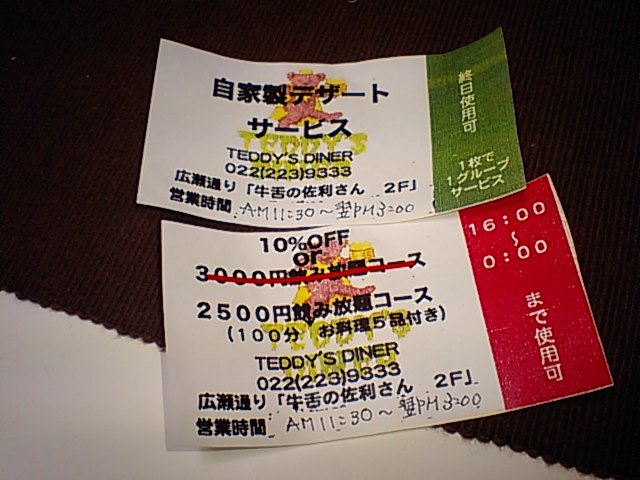 自家製デザート
サービス
TEDDY'S
TEDDY'S DINER
022(223)9333
広瀬通り「牛舌の佐利さん 2F」
営業時間 AM11:30～翌PM3:00
終日使用可
1枚で
1グループ
サービス
10%OFF
or
3000円飲み放題コース
2500円飲み放題コース
(100分 お料理5品付き)
TEDDY'S
TEDDY'S DINER
022(223)9333
広瀬通り「牛舌の佐利さん 2F」
営業時間 AM11:30～翌PM3:00
16:00
～
0:00
まで使用可